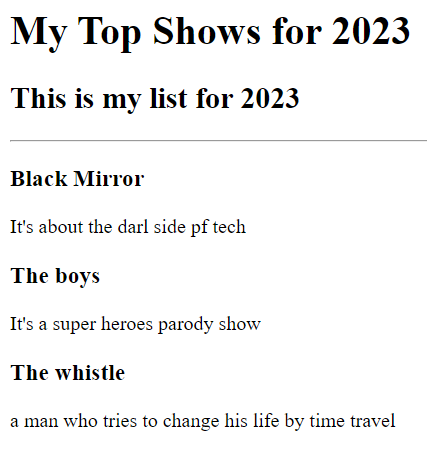 My Top Shows for 2023
This is my list for 2023
Black Mirror
It's about the darl side pf tech
The boys
It's a super heroes parody show
The whistle
a man who tries to change his life by time travel